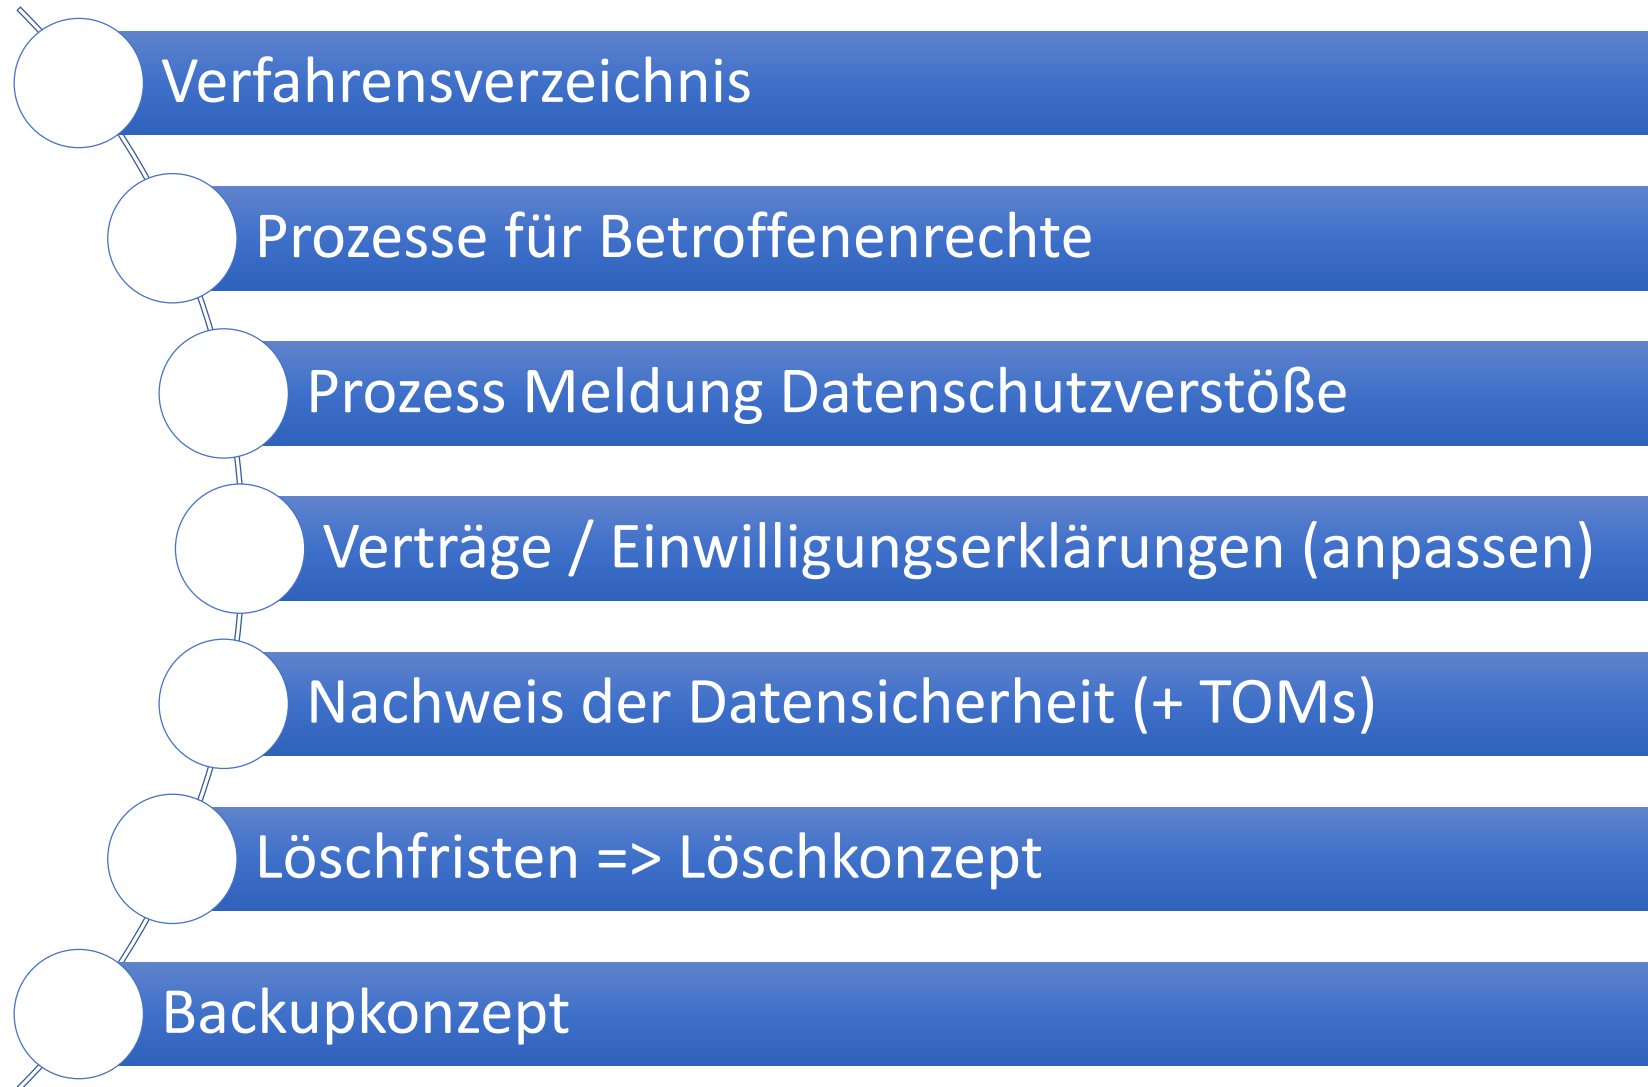 Verfahrensverzeichnis
Prozesse für Betroffenenrechte
Prozess Meldung Datenschutzverstöße
Verträge / Einwilligungserklärungen (anpassen)
Nachweis der Datensicherheit (+ TOMs)
Löschfristen => Löschkonzept
Backupkonzept